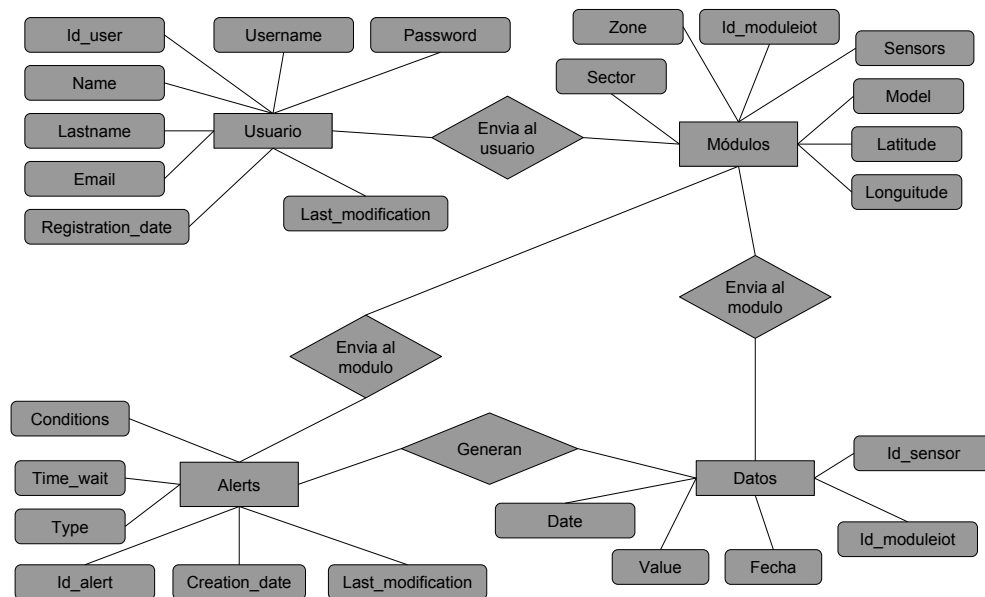 Id_user
Username
Password
Zone
Id_moduleiot
Sensors
Name
Sector
Model
Lastname
Usuario
Envia al
usuario
Módulos
Latitude
Email
Longuitude
Registration_date
Last_modification
Envia al
modulo
Envia al
modulo
Conditions
Generan
Id_sensor
Time_wait
Alerts
Datos
Type
Date
Id_moduleiot
Value
Fecha
Id_alert
Creation_date
Last_modification